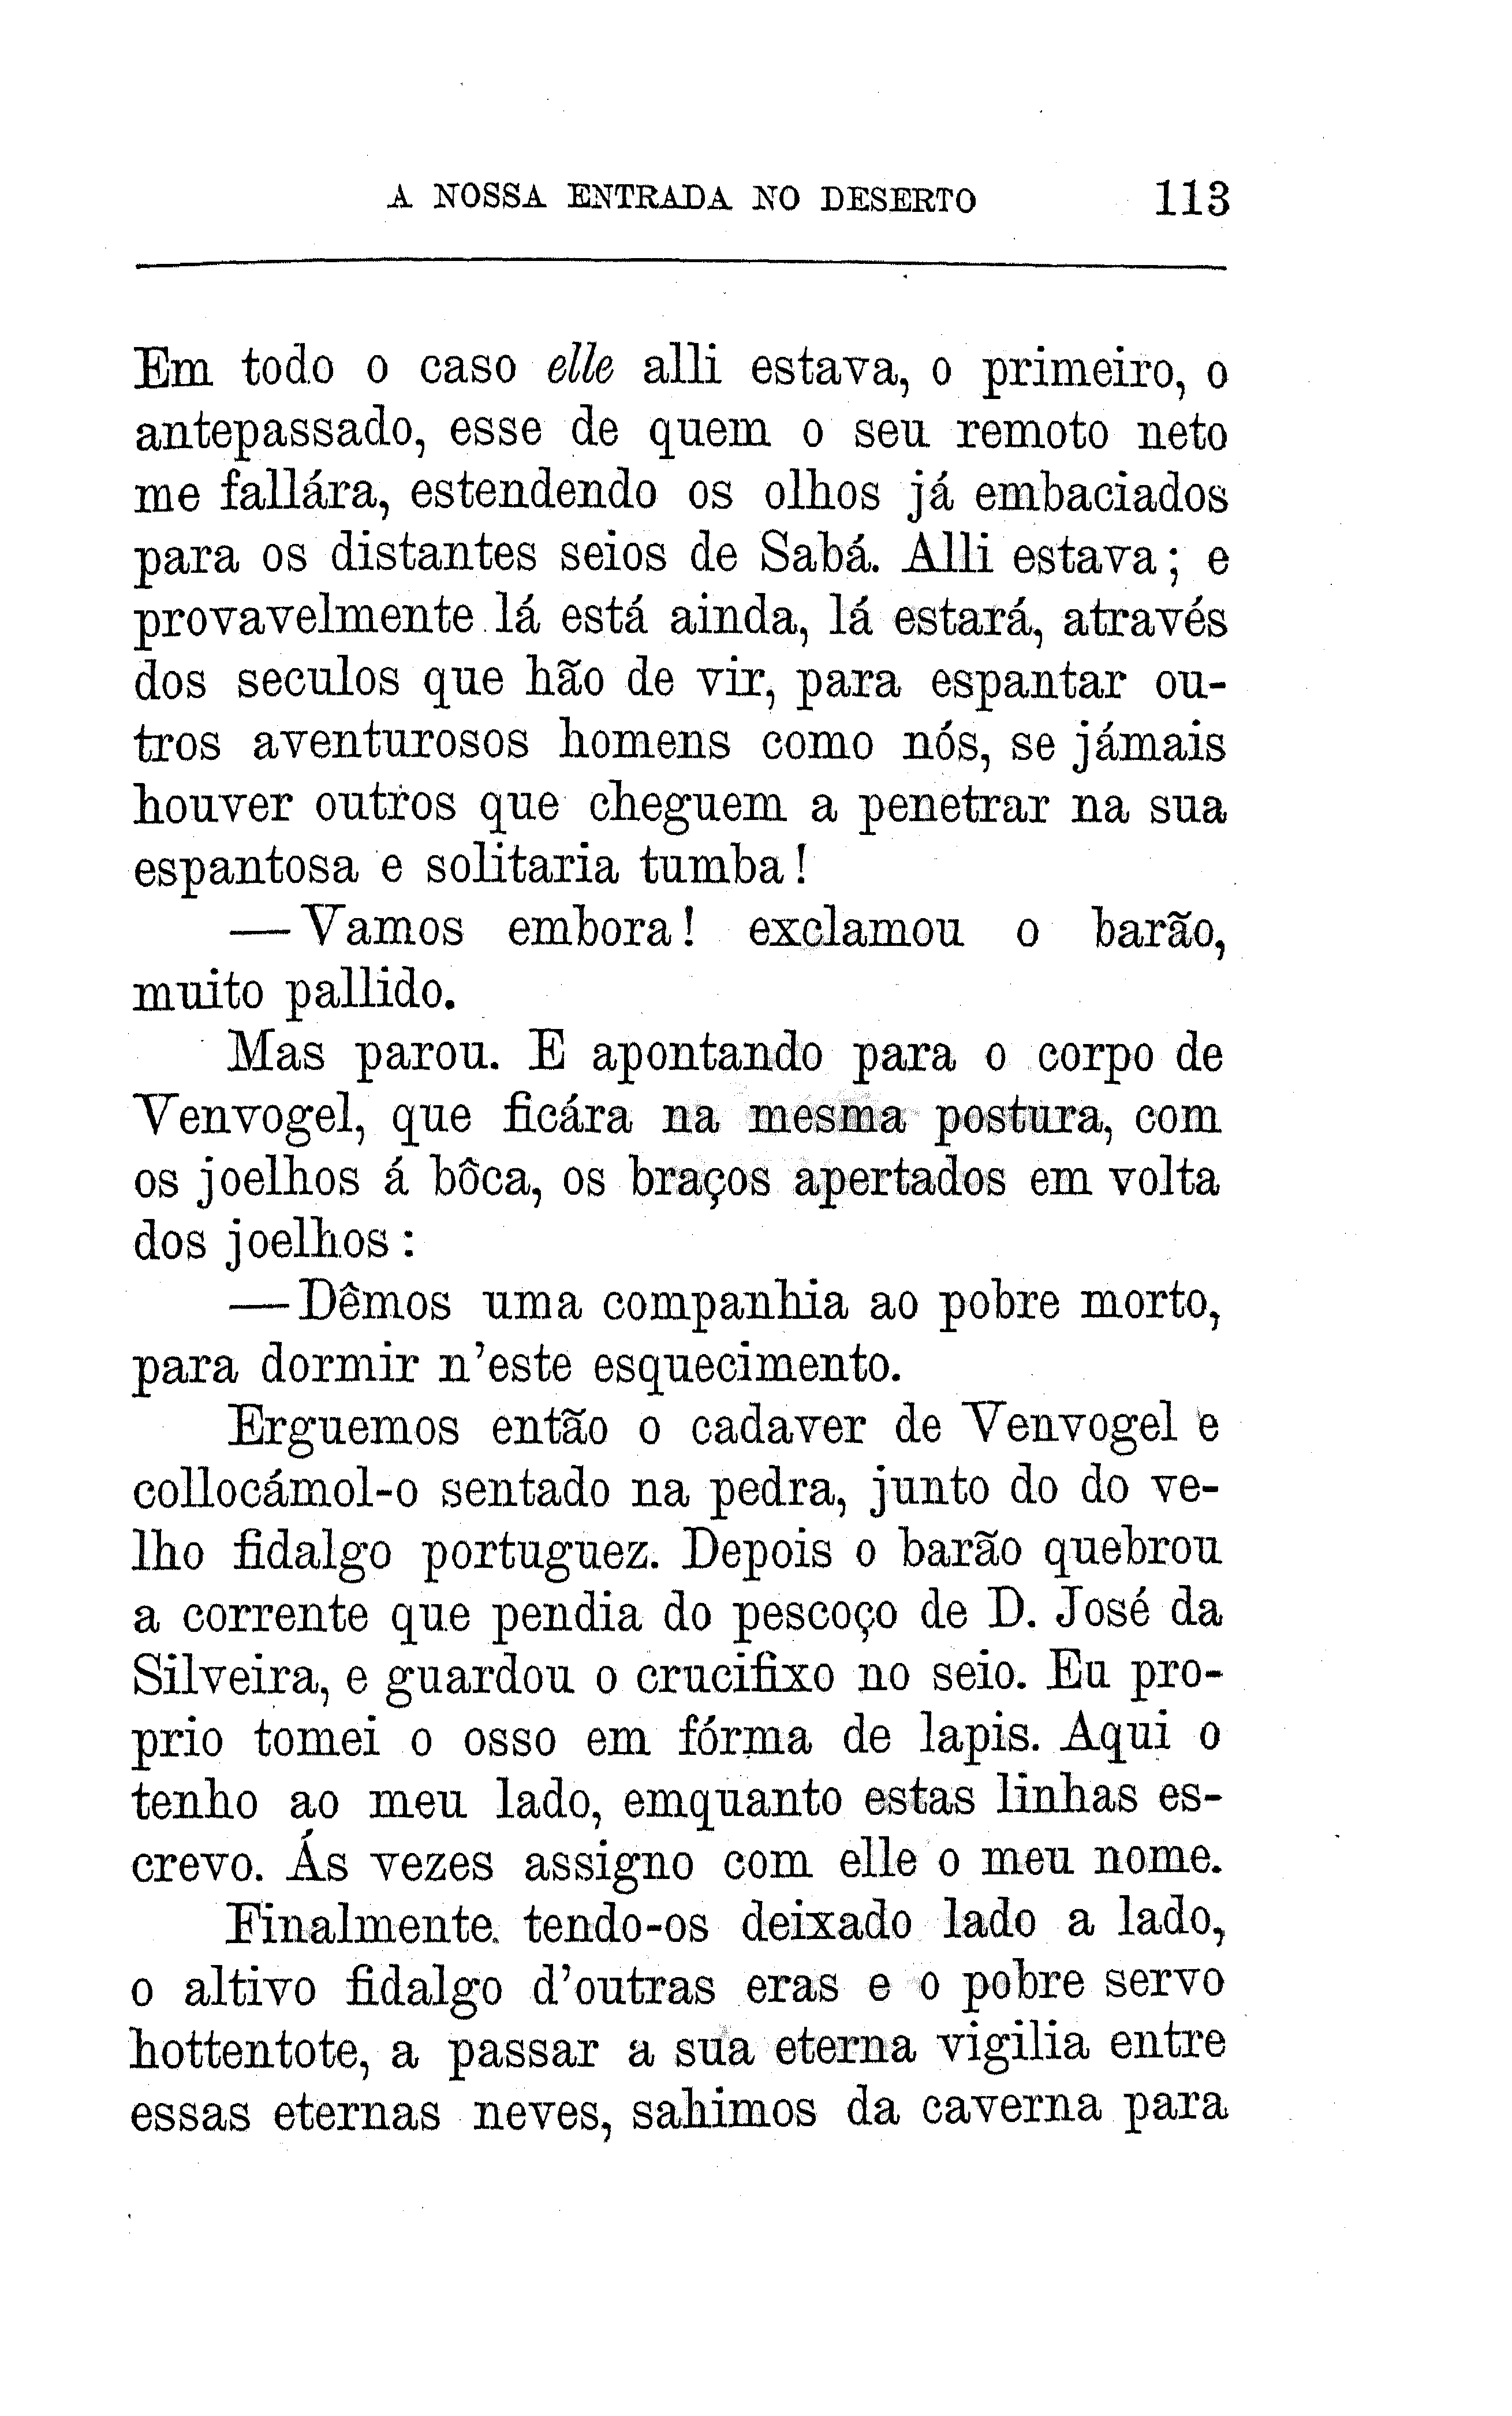 A NOSSA ENTRADA NO DESERTO 113
Em todo o caso elle alli estava, o primeiro, o
antepassado, esse de quem o seu remoto neto
me fallára, estendendo os olhos já embaciados
para os distantes seios de Sabá. Alli estava; e
provavelmente lá está ainda, lá estará, através
dos seculos que hão de vir, para espantar ou-
tros aventurosos homens como nós, se jámais
houver outros que cheguem a penetrar na sua
espantosa e solitaria tumba!
—Vamos embora! exclamou o barão,
muito pallido.
Mas parou. E apontando para o corpo de
Venvogel, que ficára na mesma postura, com
os joelhos á bôca, os braços apertados em volta
dos joelhos:
—Dêmos uma companhia ao pobre morto,
para dormir n'este esquecimento.
Erguemos então o cadaver de Venvogel e
collocámol-o sentado na pedra, junto do do ve-
lho fidalgo portuguez. Depois o barão quebrou
a corrente que pendia do pescoço de D. José da
Silveira, e guardou o crucifixo no seio. Eu pro-
prio tomei o osso em fórma de lapis. Aqui o
tenho ao meu lado, emquanto estas linhas es-
crevo. Ás vezes assigno com elle o meu nome.
Finalmente. tendo-os deixado lado a lado,
o altivo fidalgo d'outras eras e o pobre servo
hottentote, a passar a sua eterna vigilia entre
essas eternas neves, sahimos da caverna para